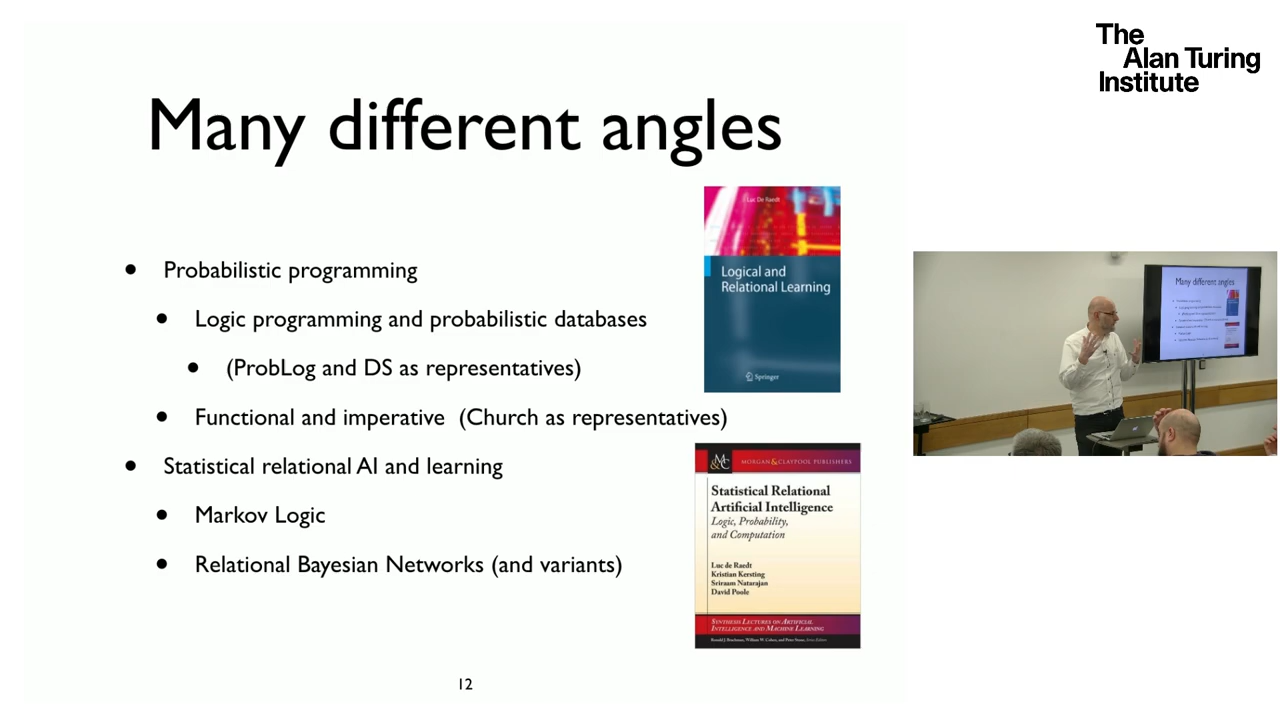 Many different angles
• Probabilistic programming
• Logic programming and probabilistic databases
• (ProbLog and DS as representatives)
• Functional and imperative (Church as representatives)
• Statistical relational AI and learning
• Markov Logic
• Relational Bayesian Networks (and variants)
12
Luc De Raedt
Logical and
Relational Learning
Springer
M&C MORGAN & CLAYPOOL PUBLISHERS
Statistical Relational
Artificial Intelligence
Logic, Probability,
and Computation
Luc de Raedt
Kristian Kersting
Sriraam Natarajan
David Poole
SYNTHESIS LECTURES ON ARTIFICIAL
INTELLIGENCE AND MACHINE LEARNING
Ronald J. Brachman, William W. Cohen, and Peter Stone, Series Editors
The
Alan Turing
Institute
Many different angles